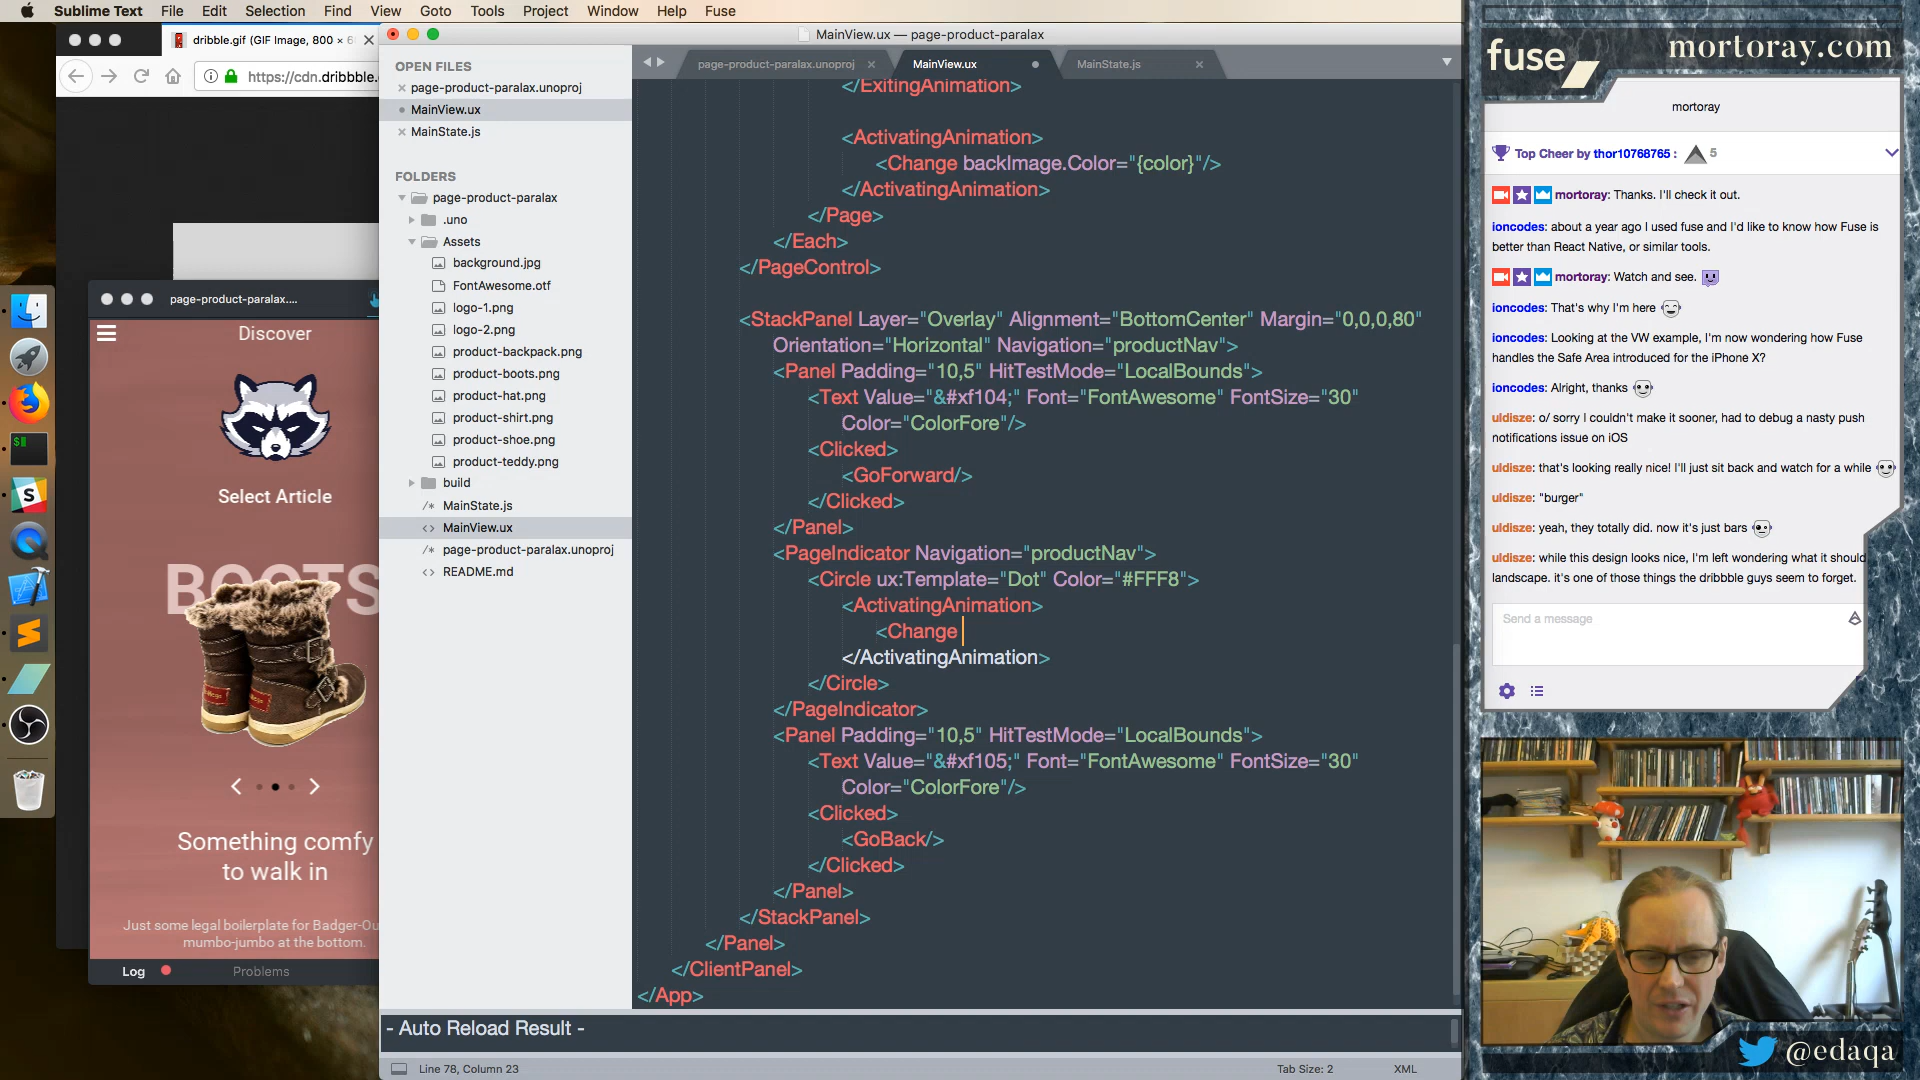 Sublime Text File Edit Selection Find View Goto Tools Project Window Help Fuse
dribble.gif (GIF Image, 800 × 6
https://cdn.dribbble.
MainView.ux — page-product-paralax
OPEN FILES
page-product-paralax.unoproj
MainView.ux
MainState.js
FOLDERS
page-product-paralax
.uno
Assets
background.jpg
FontAwesome.otf
logo-1.png
logo-2.png
product-backpack.png
product-boots.png
product-hat.png
product-shirt.png
product-shoe.png
product-teddy.png
build
MainState.js
MainView.ux
page-product-paralax.unoproj
README.md
page-product-paralax.unoproj
MainView.ux
MainState.js
</ExitingAnimation>
<ActivatingAnimation>
<Change backImage.Color="{color}"/>
</ActivatingAnimation>
</Page>
</Each>
</PageControl>
<StackPanel Layer="Overlay" Alignment="BottomCenter" Margin="0,0,0,80"
Orientation="Horizontal" Navigation="productNav">
<Panel Padding="10,5" HitTestMode="LocalBounds">
<Text Value="&#xf104;" Font="FontAwesome" FontSize="30"
Color="ColorFore"/>
<Clicked>
<GoForward/>
</Clicked>
</Panel>
<PageIndicator Navigation="productNav">
<Circle ux:Template="Dot" Color="#FFF8">
<ActivatingAnimation>
<Change
</ActivatingAnimation>
</Circle>
</PageIndicator>
<Panel Padding="10,5" HitTestMode="LocalBounds">
<Text Value="&#xf105;" Font="FontAwesome" FontSize="30"
Color="ColorFore"/>
<Clicked>
<GoBack/>
</Clicked>
</Panel>
</StackPanel>
</Panel>
</ClientPanel>
</App>
- Auto Reload Result -
Line 78, Column 23
Tab Size: 2
XML
page-product-paralax....
Discover
Select Article
BOOTS
Something comfy
to walk in
Just some legal boilerplate for Badger-Ou
mumbo-jumbo at the bottom.
Log
Problems
fuse
mortoray.com
mortoray
Top Cheer by thor10768765 : 5
mortoray: Thanks. I'll check it out.
ioncodes: about a year ago I used fuse and I'd like to know how Fuse is
better than React Native, or similar tools.
mortoray: Watch and see.
ioncodes: That's why I'm here
ioncodes: Looking at the VW example, I'm now wondering how Fuse
handles the Safe Area introduced for the iPhone X?
ioncodes: Alright, thanks
uldisze: o/ sorry I couldn't make it sooner, had to debug a nasty push
notifications issue on iOS
uldisze: that's looking really nice! I'll just sit back and watch for a while
uldisze: "burger"
uldisze: yeah, they totally did. now it's just bars
uldisze: while this design looks nice, I'm left wondering what it should
landscape. it's one of those things the dribbble guys seem to forget.
Send a message
@edaqa